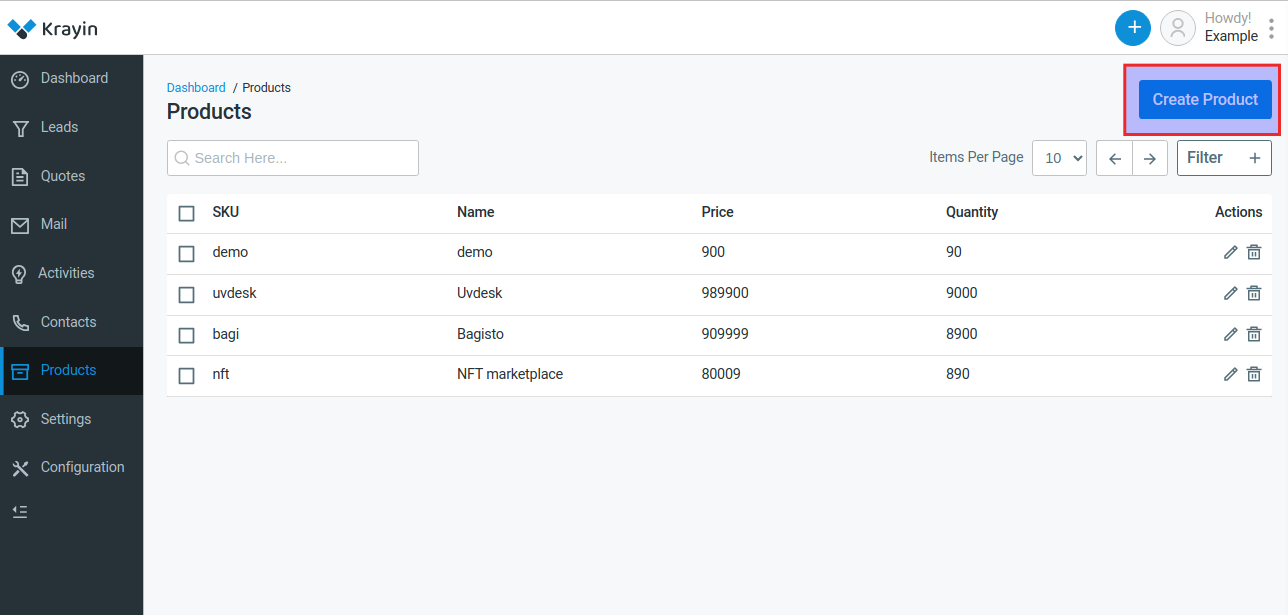 Krayin
Howdy!
Example
Dashboard
Leads
Quotes
Mail
Activities
Contacts
Products
Settings
Configuration
Dashboard / Products
Products
Create Product
Search Here...
Items Per Page 10 Filter +
SKU Name Price Quantity Actions
demo demo 900 90
uvdesk Uvdesk 989900 9000
bagi Bagisto 909999 8900
nft NFT marketplace 80009 890